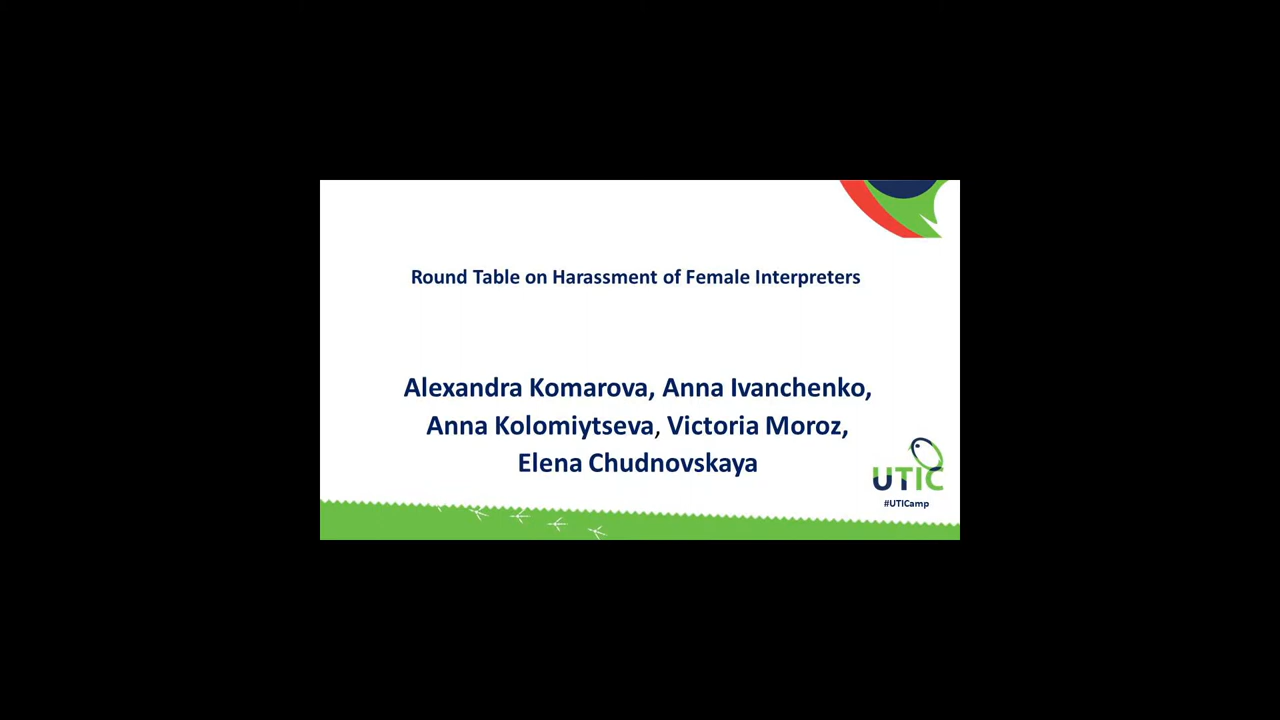 Round Table on Harassment of Female Interpreters
Alexandra Komarova, Anna Ivanchenko,
Anna Kolomiytseva, Victoria Moroz,
Elena Chudnovskaya
UTIC
#UTICamp